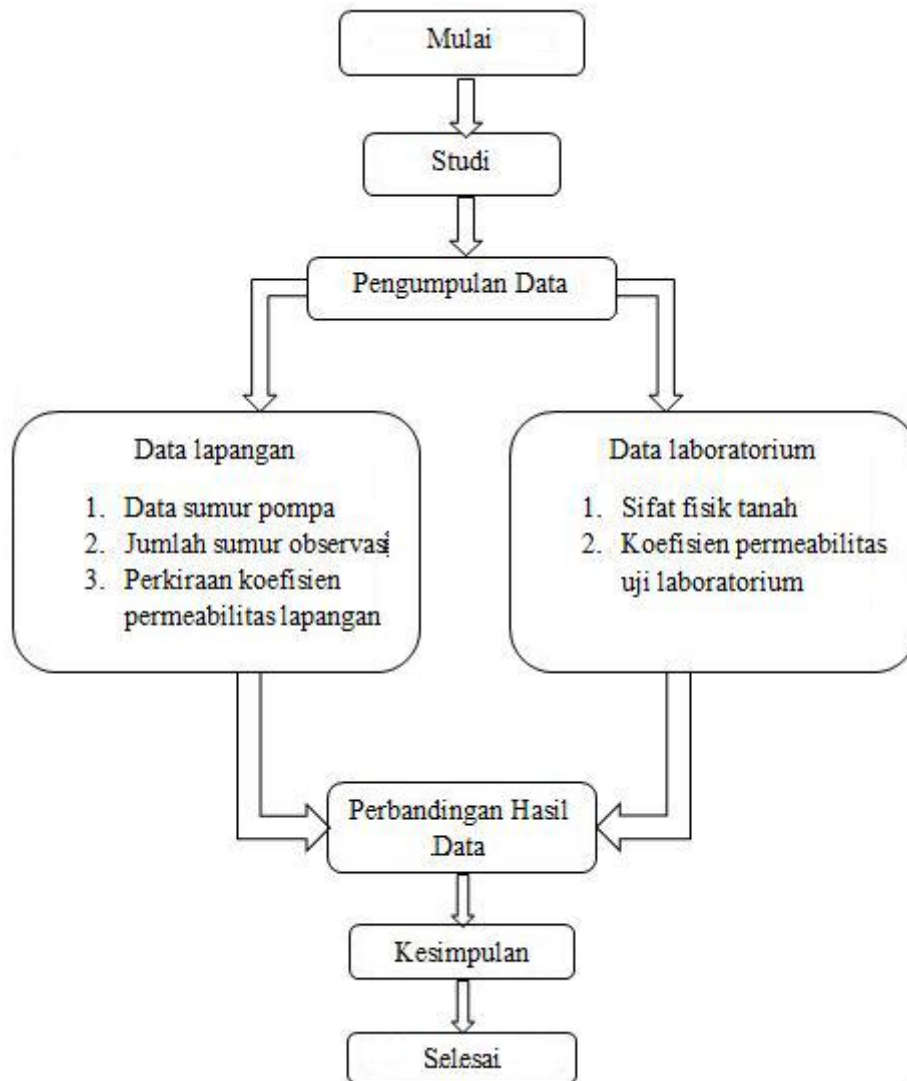 Mulai
Studi
Pengumpulan Data
Data lapangan
1. Data sumur pompa
2. Jumlah sumur observasi
3. Perkiraan koefisien
permeabilitas lapangan
Data laboratorium
1. Sifat fisik tanah
2. Koefisien permeabilitas
uji laboratorium
Perbandingan Hasil
Data
Kesimpulan
Selesai